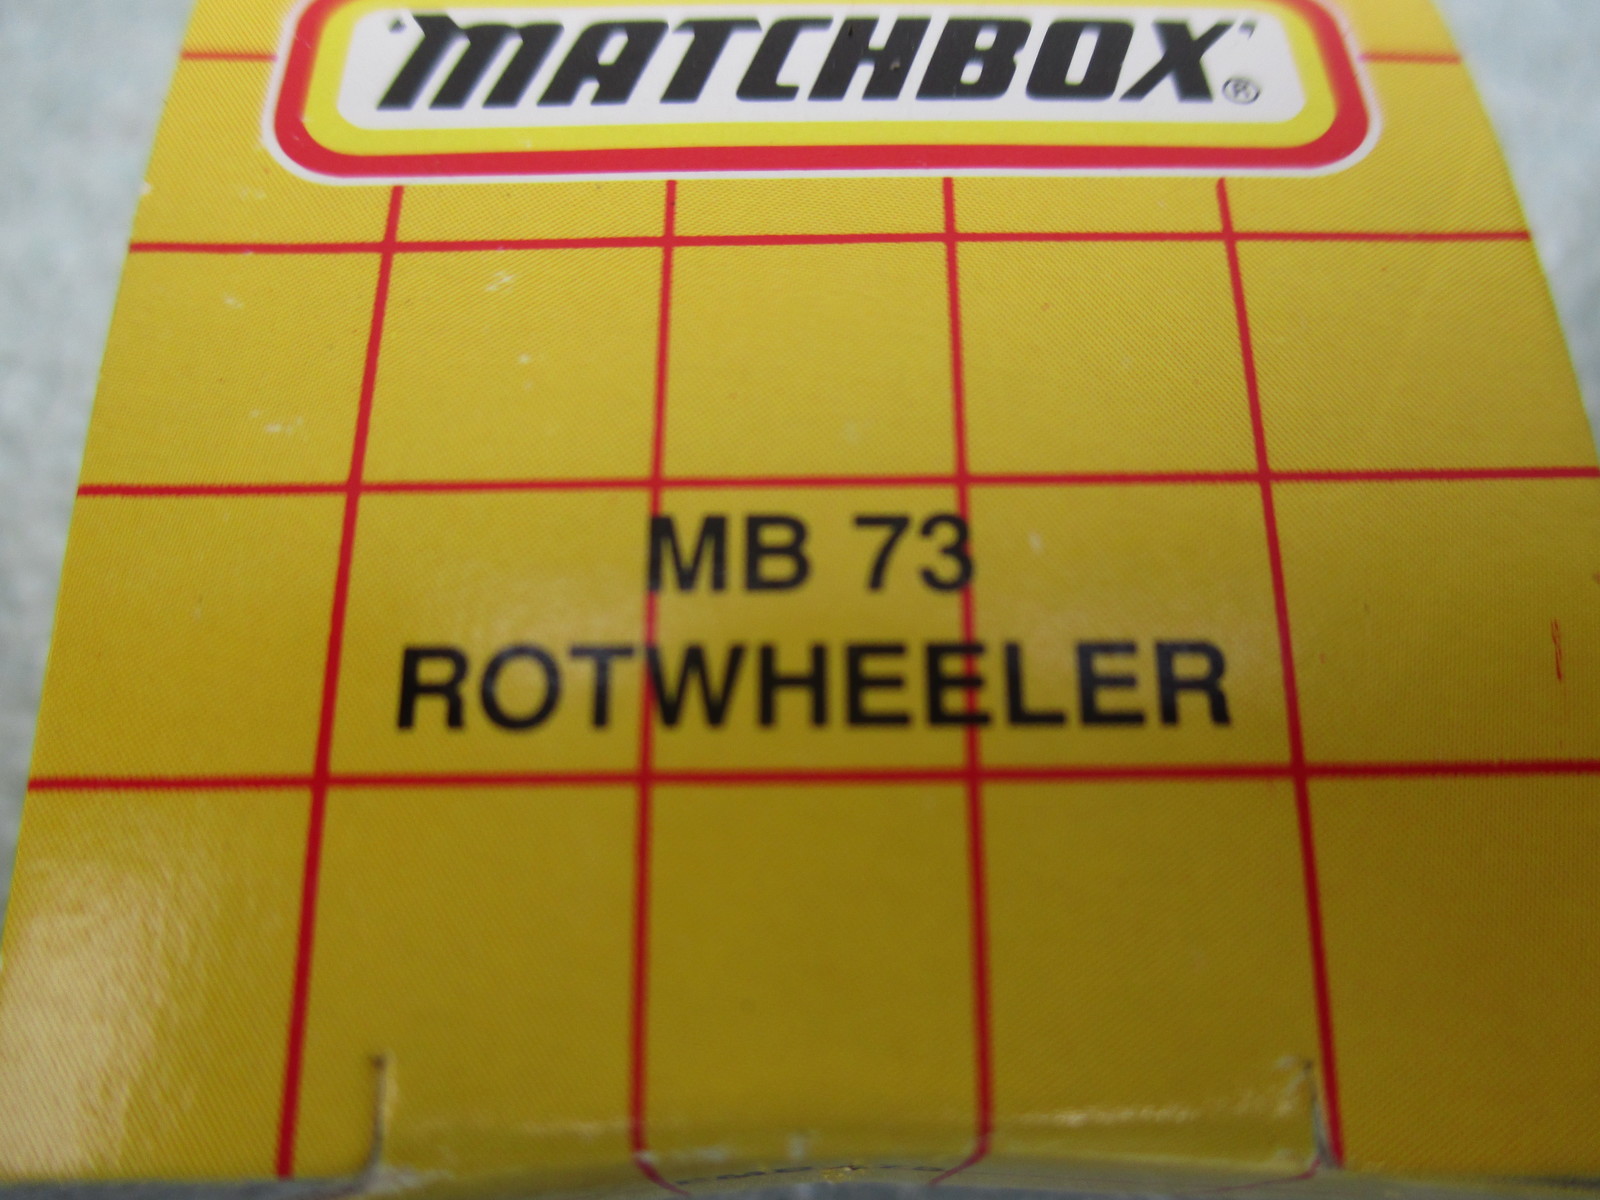 "MATCHBOX"®
MB 73
ROTWHEELER